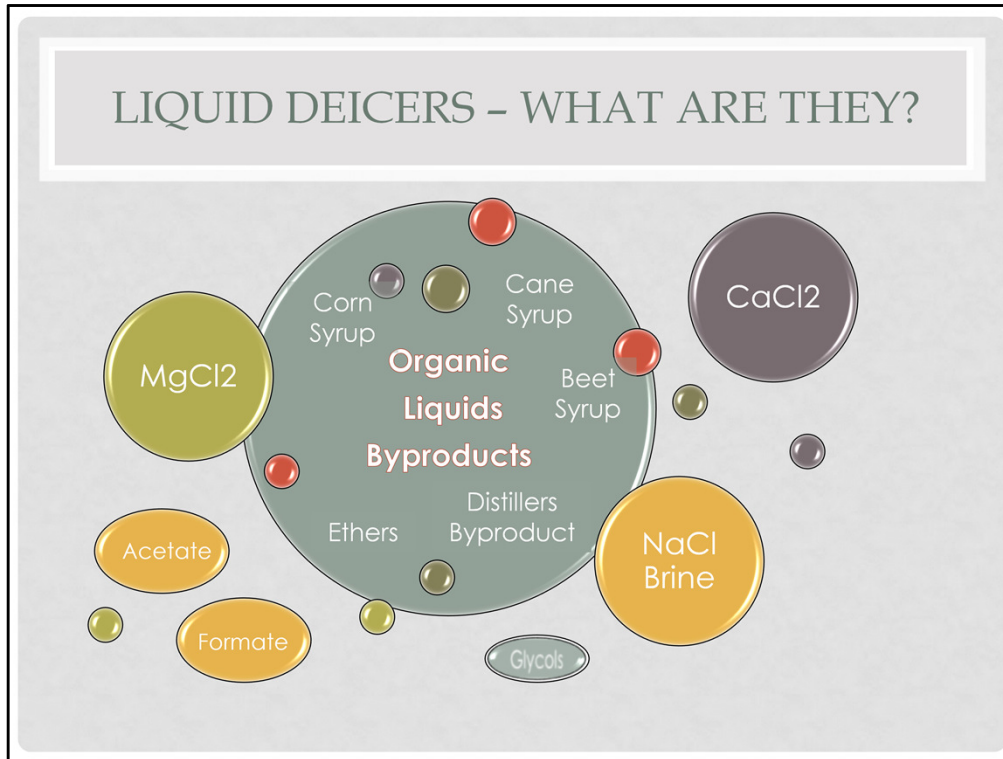 LIQUID DEICERS – WHAT ARE THEY?
Corn
Syrup
Cane
Syrup
CaCl2
MgCl2
Organic
Liquids
Byproducts
Beet
Syrup
Ethers
Distillers
Byproduct
NaCl
Brine
Acetate
Formate
Glycols